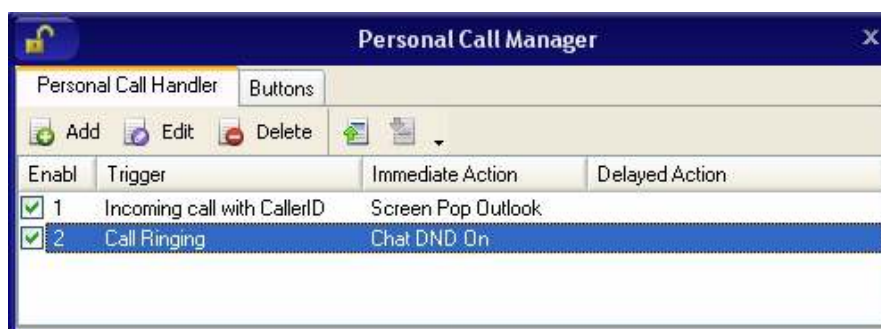 Personal Call Manager x
Personal Call Handler Buttons
Add Edit Delete
Enabl Trigger Immediate Action Delayed Action
1 Incoming call with CallerID Screen Pop Outlook
2 Call Ringing Chat DND On